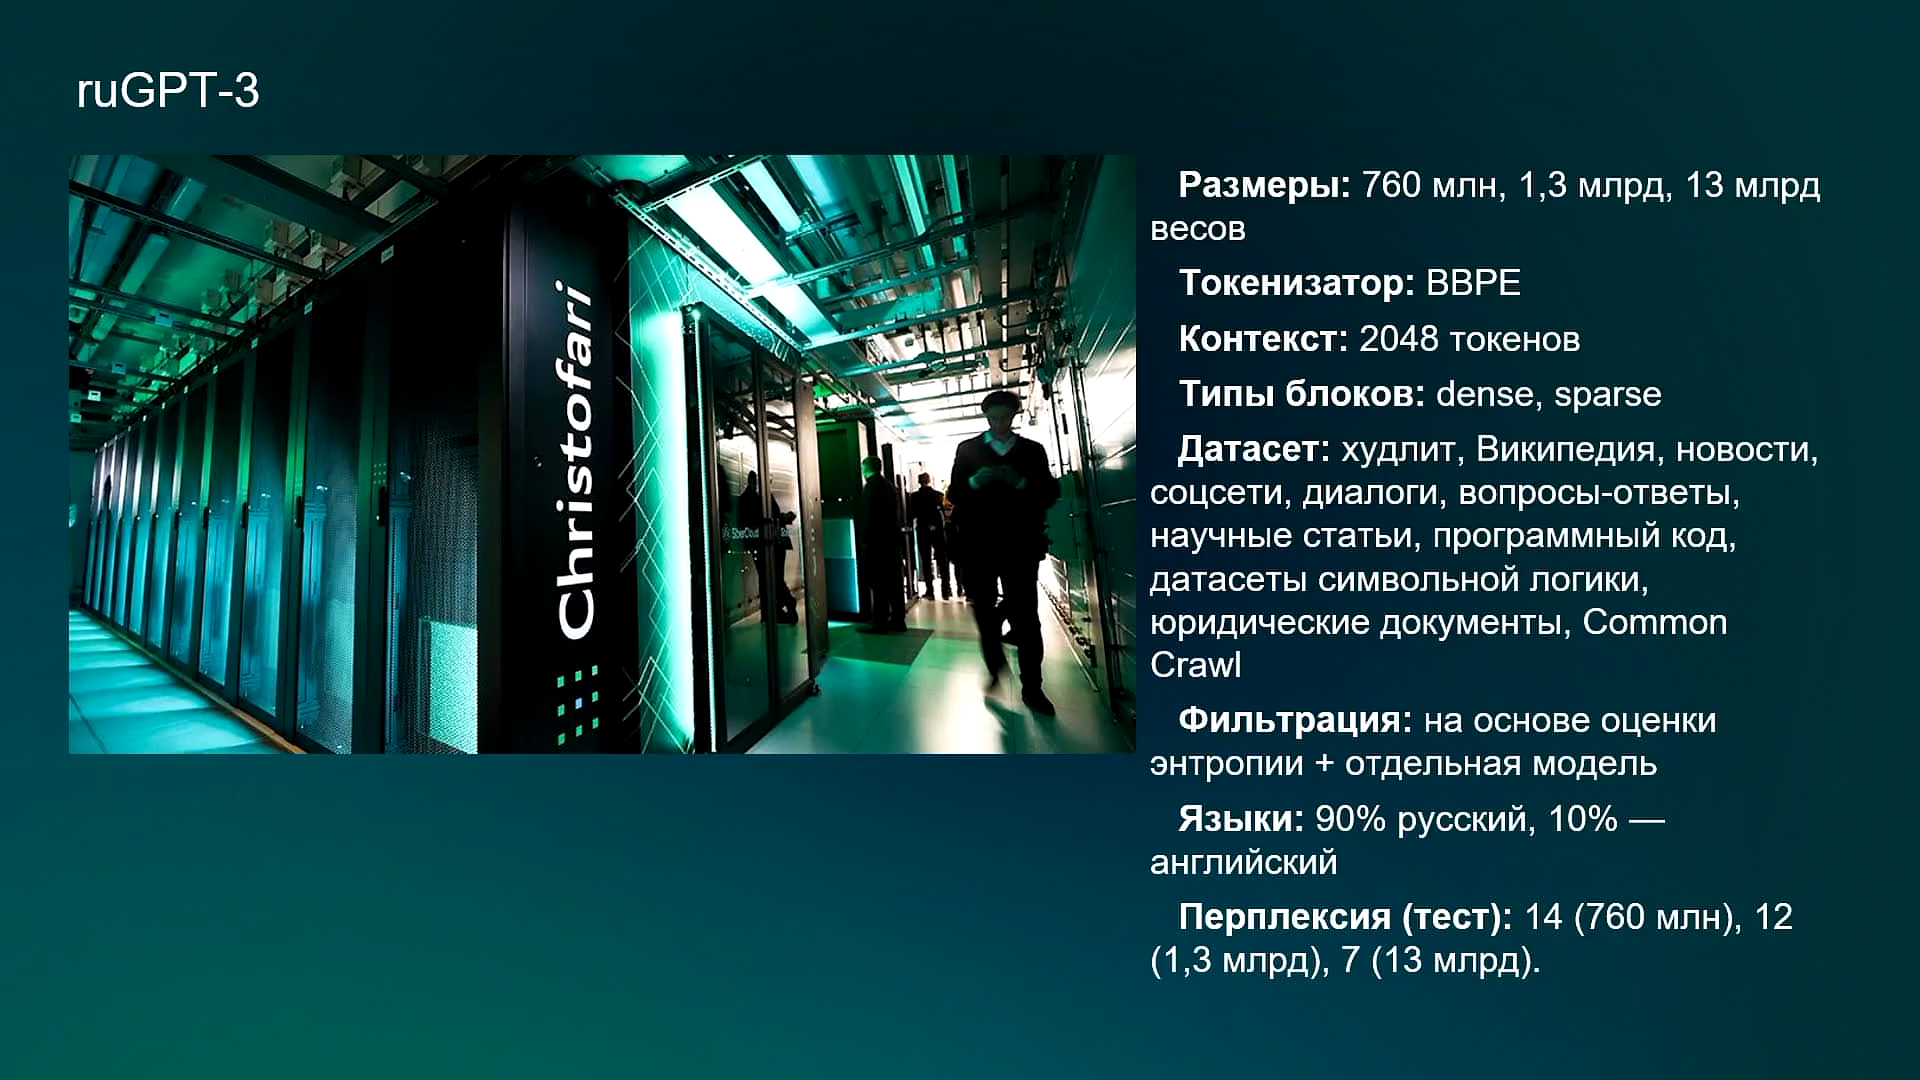 ruGPT-3
Christofari
SberCloud
Размеры: 760 млн, 1,3 млрд, 13 млрд
весов
Токенизатор: BBPE
Контекст: 2048 токенов
Типы блоков: dense, sparse
Датасет: худлит, Википедия, новости,
соцсети, диалоги, вопросы-ответы,
научные статьи, программный код,
датасеты символьной логики,
юридические документы, Common
Crawl
Фильтрация: на основе оценки
энтропии + отдельная модель
Языки: 90% русский, 10% —
английский
Перплексия (тест): 14 (760 млн), 12
(1,3 млрд), 7 (13 млрд).